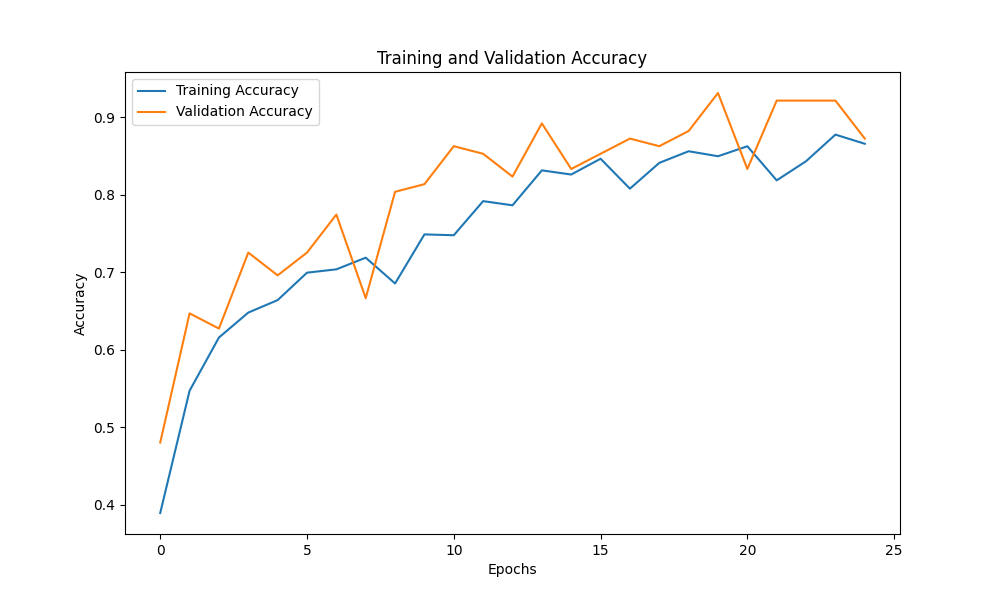 Training and Validation Accuracy
Training Accuracy
Validation Accuracy
0.9
0.8
0.7
0.6
0.5
0.4
Accuracy
0 5 10 15 20 25
Epochs